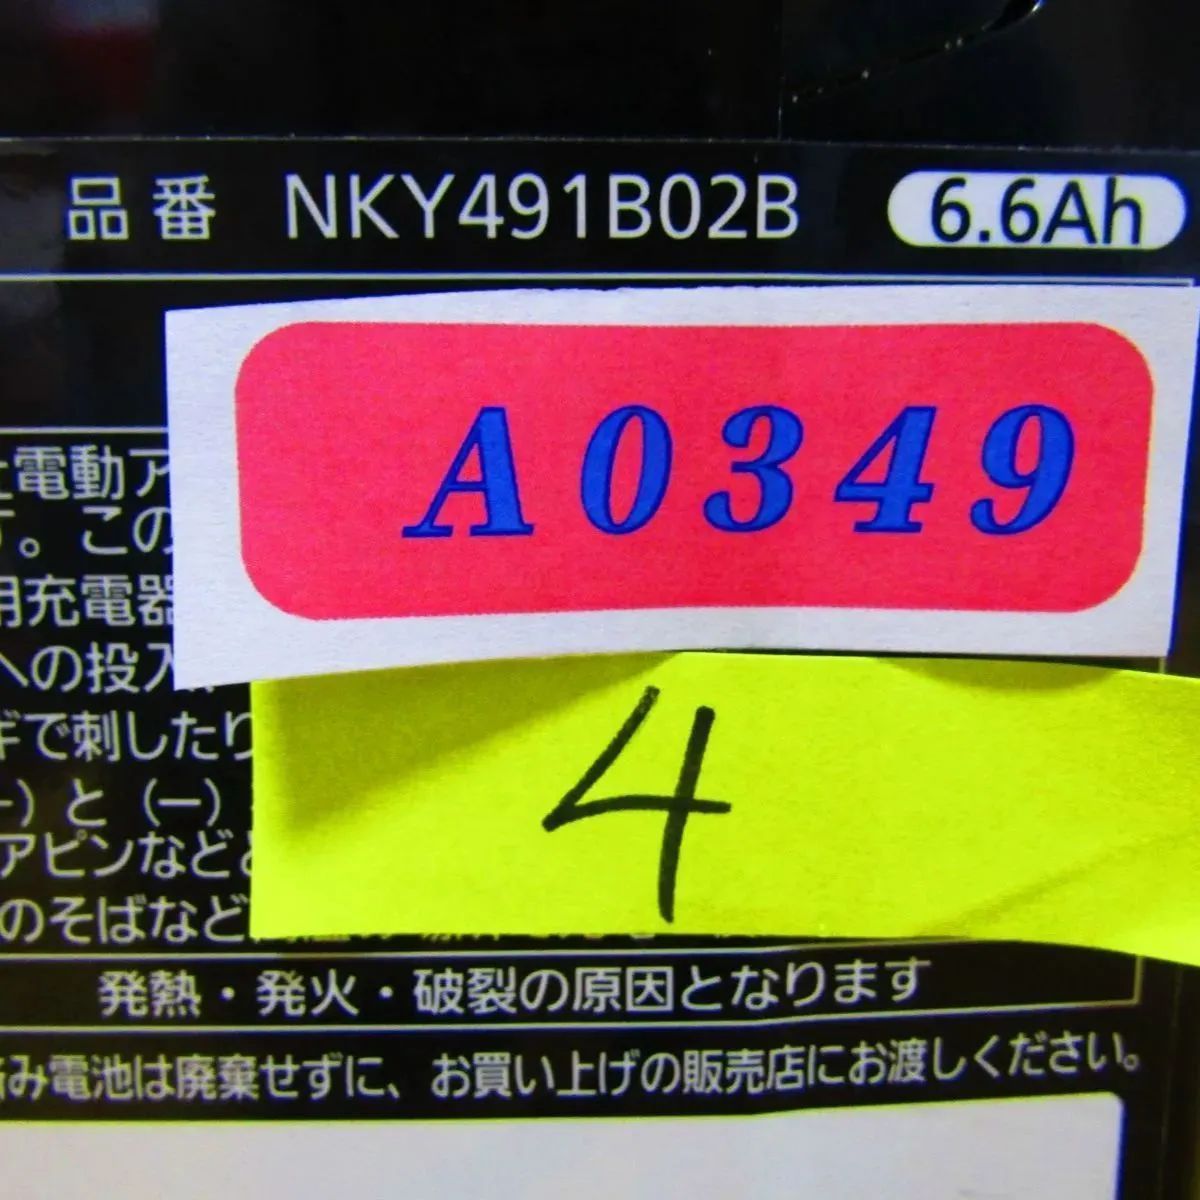 品番 NKY491B02B 6.6Ah
A0349
電動ア
す。この
用充電器
への投入
ギで刺したり
)と(ー)
アピンなどと
のそばなど
4
発熱・発火・破裂の原因となります
済み電池は廃棄せずに、お買い上げの販売店にお渡しください。